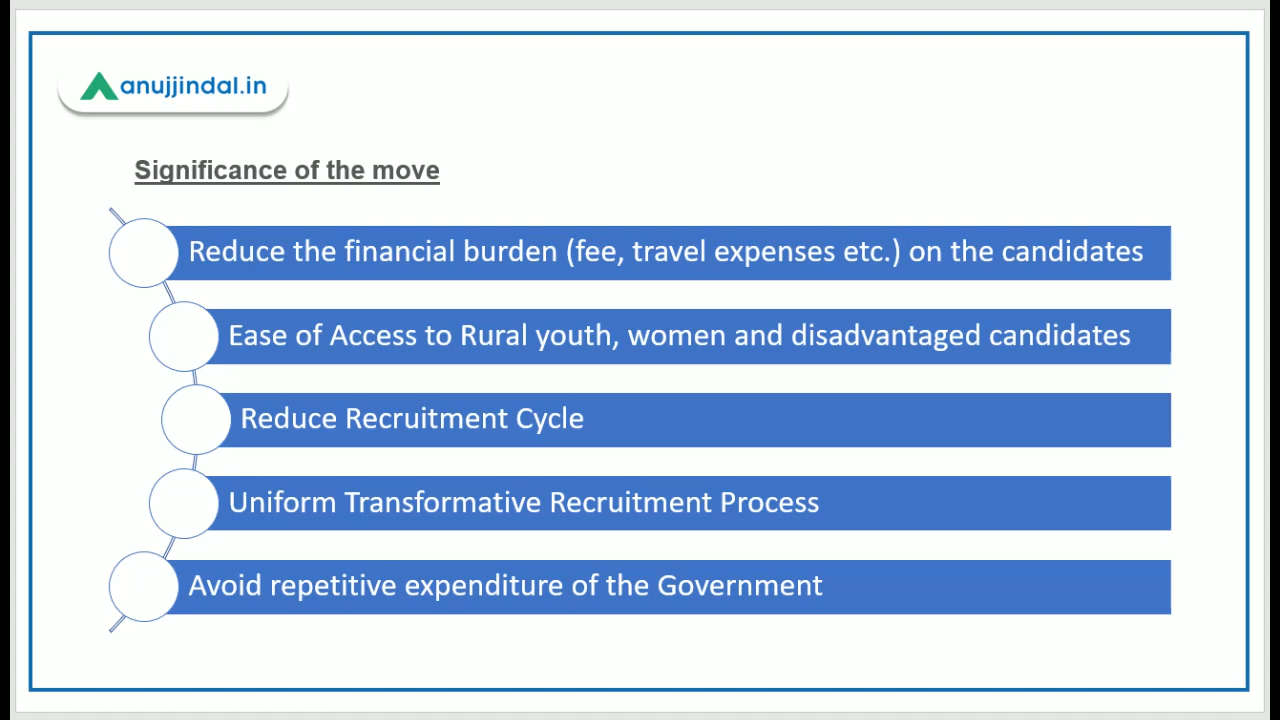 anujjindal.in
Significance of the move
Reduce the financial burden (fee, travel expenses etc.) on the candidates
Ease of Access to Rural youth, women and disadvantaged candidates
Reduce Recruitment Cycle
Uniform Transformative Recruitment Process
Avoid repetitive expenditure of the Government